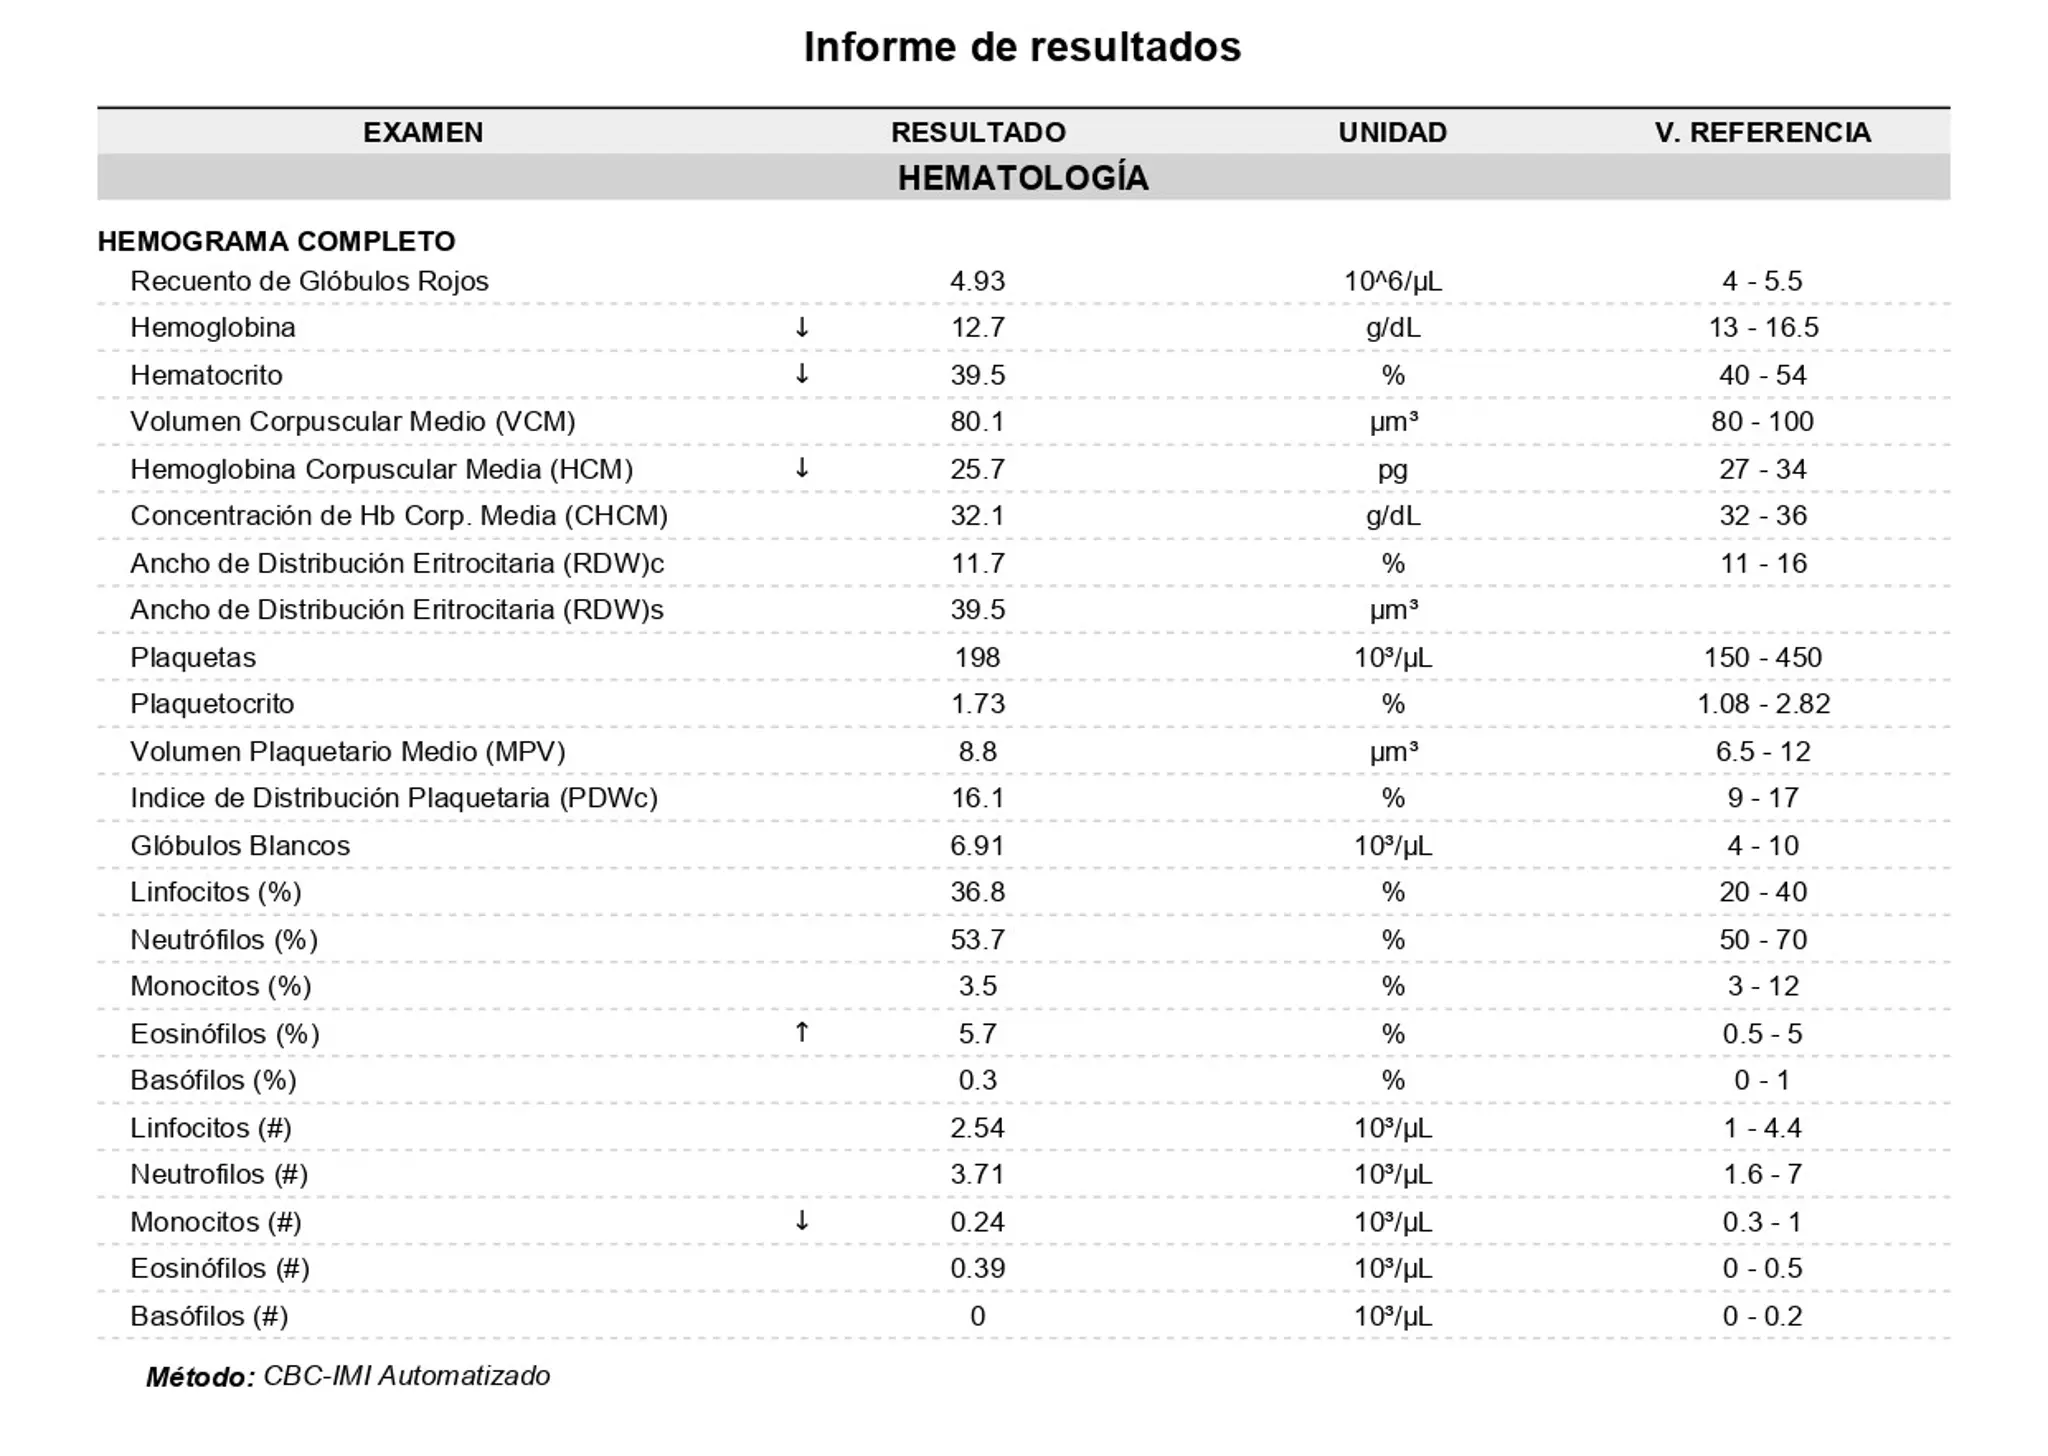 Informe de resultados
EXAMEN RESULTADO UNIDAD V. REFERENCIA
HEMATOLOGÍA
HEMOGRAMA COMPLETO
Recuento de Glóbulos Rojos 4.93 10^6/µL 4 - 5.5
Hemoglobina ↓ 12.7 g/dL 13 - 16.5
Hematocrito ↓ 39.5 % 40 - 54
Volumen Corpuscular Medio (VCM) 80.1 µm³ 80 - 100
Hemoglobina Corpuscular Media (HCM) ↓ 25.7 pg 27 - 34
Concentración de Hb Corp. Media (CHCM) 32.1 g/dL 32 - 36
Ancho de Distribución Eritrocitaria (RDW)c 11.7 % 11 - 16
Ancho de Distribución Eritrocitaria (RDW)s 39.5 µm³
Plaquetas 198 10³/µL 150 - 450
Plaquetocrito 1.73 % 1.08 - 2.82
Volumen Plaquetario Medio (MPV) 8.8 µm³ 6.5 - 12
Indice de Distribución Plaquetaria (PDWc) 16.1 % 9 - 17
Glóbulos Blancos 6.91 10³/µL 4 - 10
Linfocitos (%) 36.8 % 20 - 40
Neutrófilos (%) 53.7 % 50 - 70
Monocitos (%) 3.5 % 3 - 12
Eosinófilos (%) ↑ 5.7 % 0.5 - 5
Basófilos (%) 0.3 % 0 - 1
Linfocitos (#) 2.54 10³/µL 1 - 4.4
Neutrofilos (#) 3.71 10³/µL 1.6 - 7
Monocitos (#) ↓ 0.24 10³/µL 0.3 - 1
Eosinófilos (#) 0.39 10³/µL 0 - 0.5
Basófilos (#) 0 10³/µL 0 - 0.2
Método: CBC-IMI Automatizado